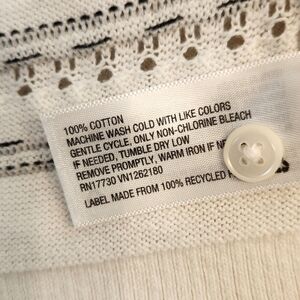 100% COTTON
MACHINE WASH COLD WITH LIKE COLORS
GENTLE CYCLE, ONLY NON-CHLORINE BLEACH
IF NEEDED, TUMBLE DRY LOW
REMOVE PROMPTLY, WARM IRON IF
RN17730 VN1262180
LABEL MADE FROM 100% RECYCLED